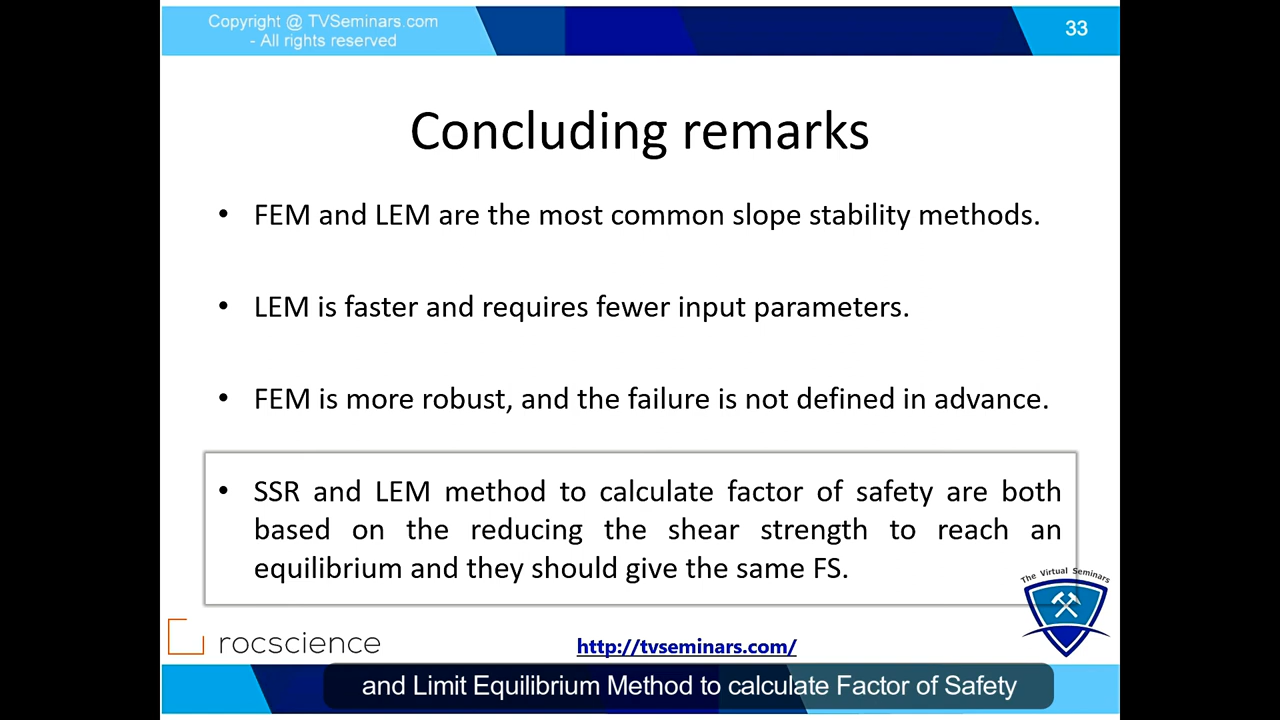 Copyright @ TVSeminars.com
- All rights reserved
33
Concluding remarks
• FEM and LEM are the most common slope stability methods.
• LEM is faster and requires fewer input parameters.
• FEM is more robust, and the failure is not defined in advance.
• SSR and LEM method to calculate factor of safety are both
based on the reducing the shear strength to reach an
equilibrium and they should give the same FS.
The Virtual Seminars
rocscience
http://tvseminars.com/
and Limit Equilibrium Method to calculate Factor of Safety